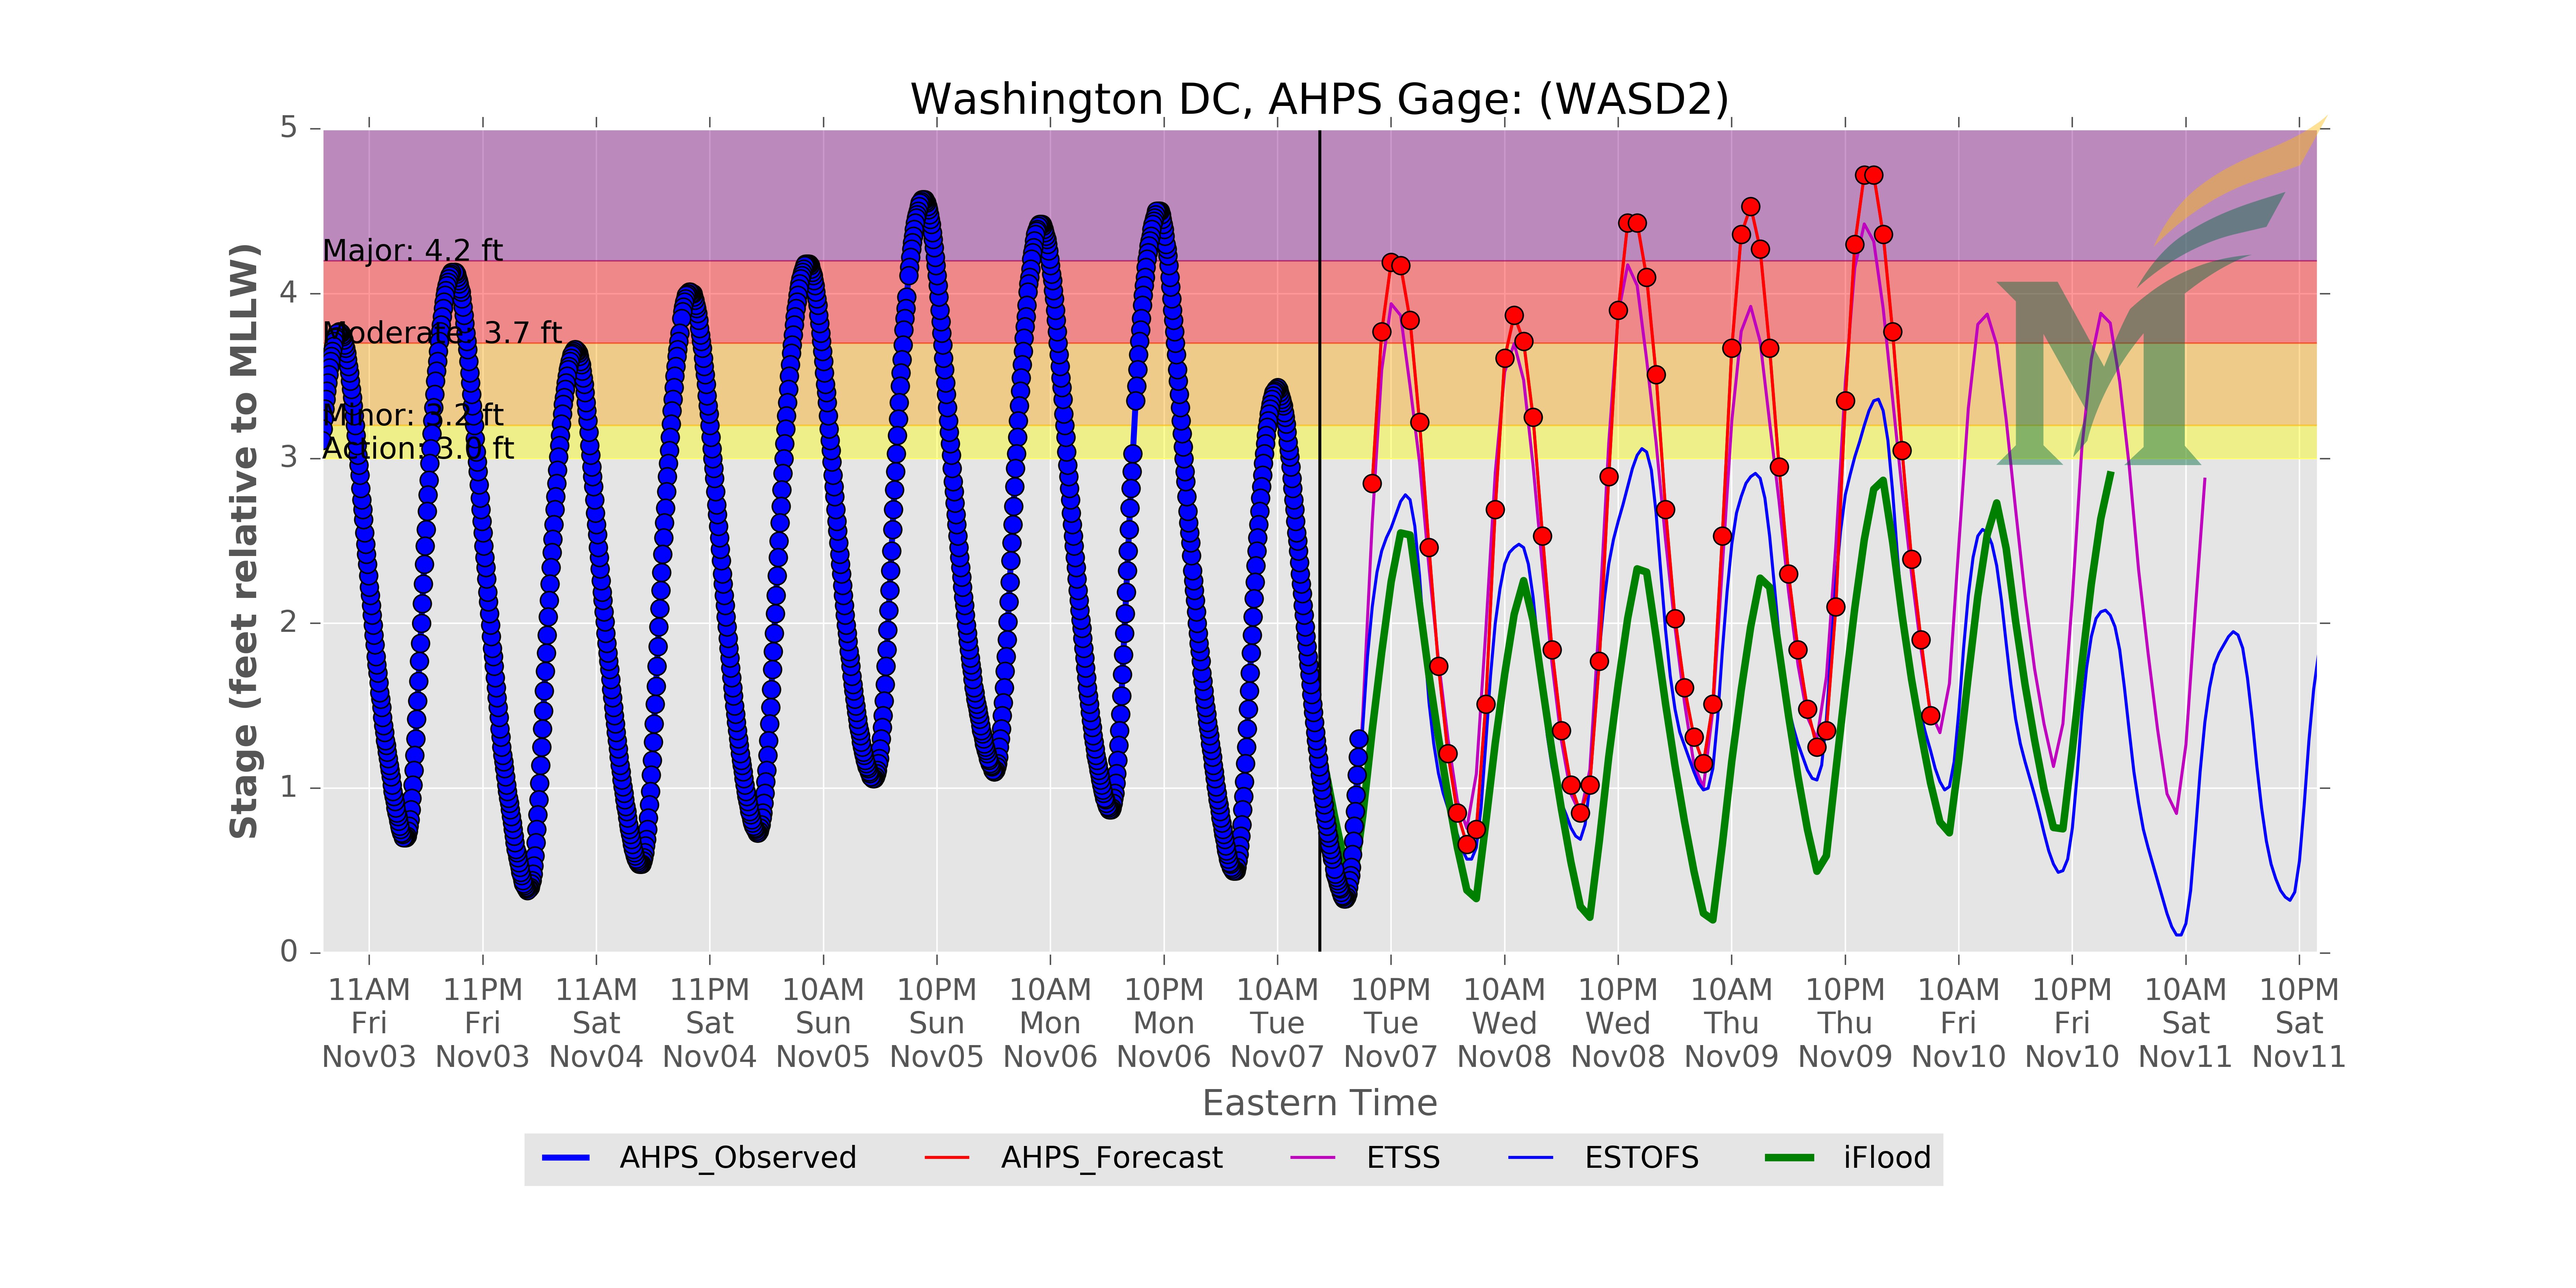 Washington DC, AHPS Gage: (WASD2)
Stage (feet relative to MLLW)
5
4
3
2
1
0
Major: 4.2 ft
Moderate: 3.7 ft
Minor: 3.2 ft
Action: 3.0 ft
11AM 11PM 11AM 11PM 10AM 10PM 10AM 10PM 10AM 10PM 10AM 10PM 10AM 10PM 10AM 10PM 10AM 10PM
Fri Fri Sat Sat Sun Sun Mon Mon Tue Tue Wed Wed Thu Thu Fri Fri Sat Sat
Nov03 Nov03 Nov04 Nov04 Nov05 Nov05 Nov06 Nov06 Nov07 Nov07 Nov08 Nov08 Nov09 Nov09 Nov10 Nov10 Nov11 Nov11
Eastern Time
AHPS_Observed AHPS_Forecast ETSS ESTOFS iFlood
M